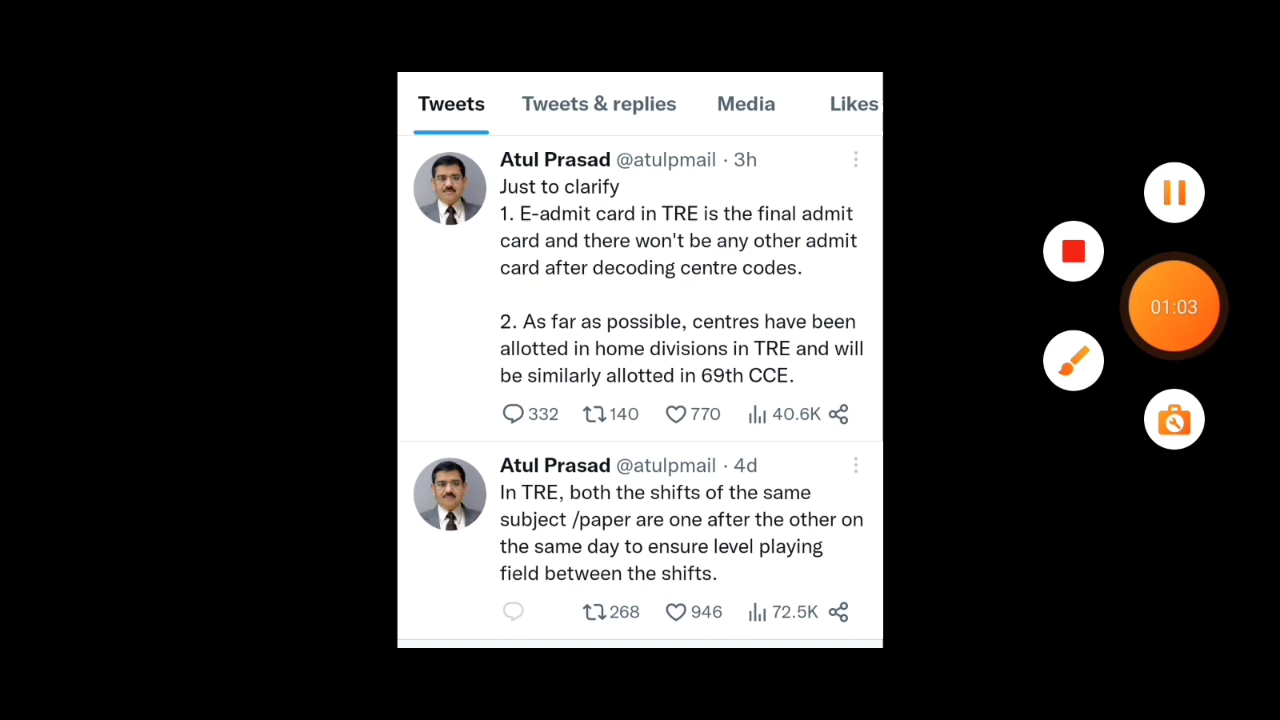 Tweets Tweets & replies Media Likes
Atul Prasad @atulpmail · 3h
Just to clarify
1. E-admit card in TRE is the final admit
card and there won't be any other admit
card after decoding centre codes.
2. As far as possible, centres have been
allotted in home divisions in TRE and will
be similarly allotted in 69th CCE.
332 140 770 40.6K
Atul Prasad @atulpmail · 4d
In TRE, both the shifts of the same
subject /paper are one after the other on
the same day to ensure level playing
field between the shifts.
268 946 72.5K
01:03